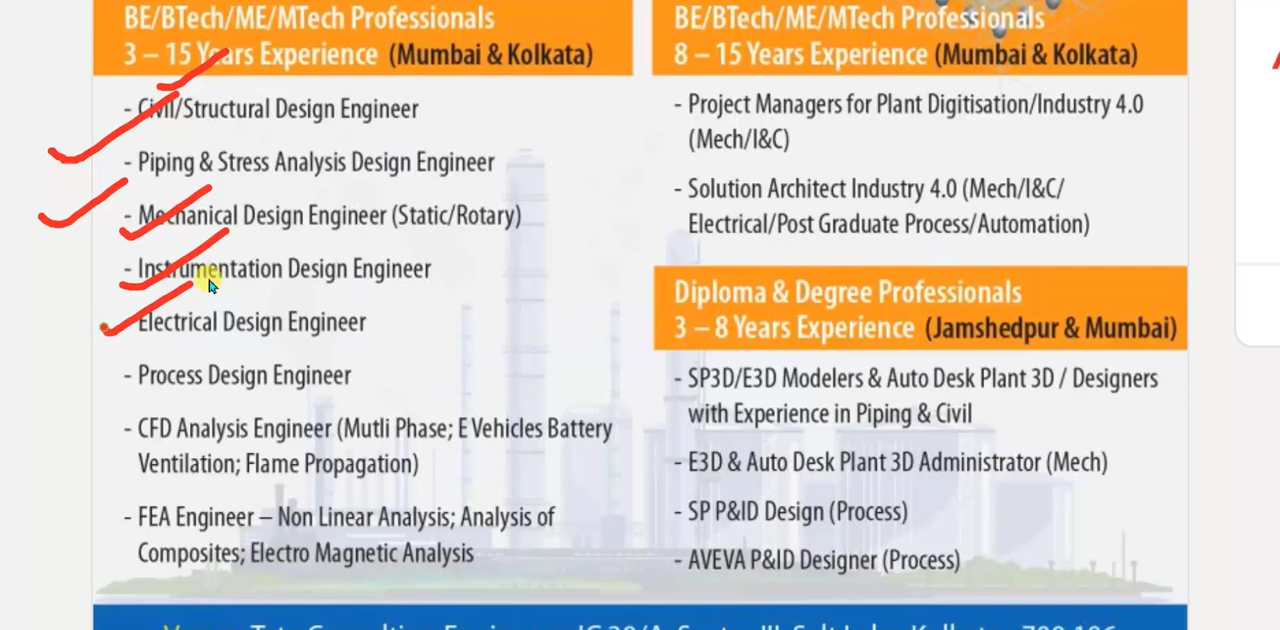 BE/BTech/ME/MTech Professionals
3 – 15 Years Experience (Mumbai & Kolkata)
- Civil/Structural Design Engineer
- Piping & Stress Analysis Design Engineer
- Mechanical Design Engineer (Static/Rotary)
- Instrumentation Design Engineer
Electrical Design Engineer
- Process Design Engineer
- CFD Analysis Engineer (Mutli Phase; E Vehicles Battery
Ventilation; Flame Propagation)
- FEA Engineer – Non Linear Analysis; Analysis of
Composites; Electro Magnetic Analysis
BE/BTech/ME/MTech Professionals
8 – 15 Years Experience (Mumbai & Kolkata)
- Project Managers for Plant Digitisation/Industry 4.0
(Mech/I&C)
- Solution Architect Industry 4.0 (Mech/I&C/
Electrical/Post Graduate Process/Automation)
Diploma & Degree Professionals
3 – 8 Years Experience (Jamshedpur & Mumbai)
- SP3D/E3D Modelers & Auto Desk Plant 3D / Designers
with Experience in Piping & Civil
- E3D & Auto Desk Plant 3D Administrator (Mech)
- SP P&ID Design (Process)
- AVEVA P&ID Designer (Process)